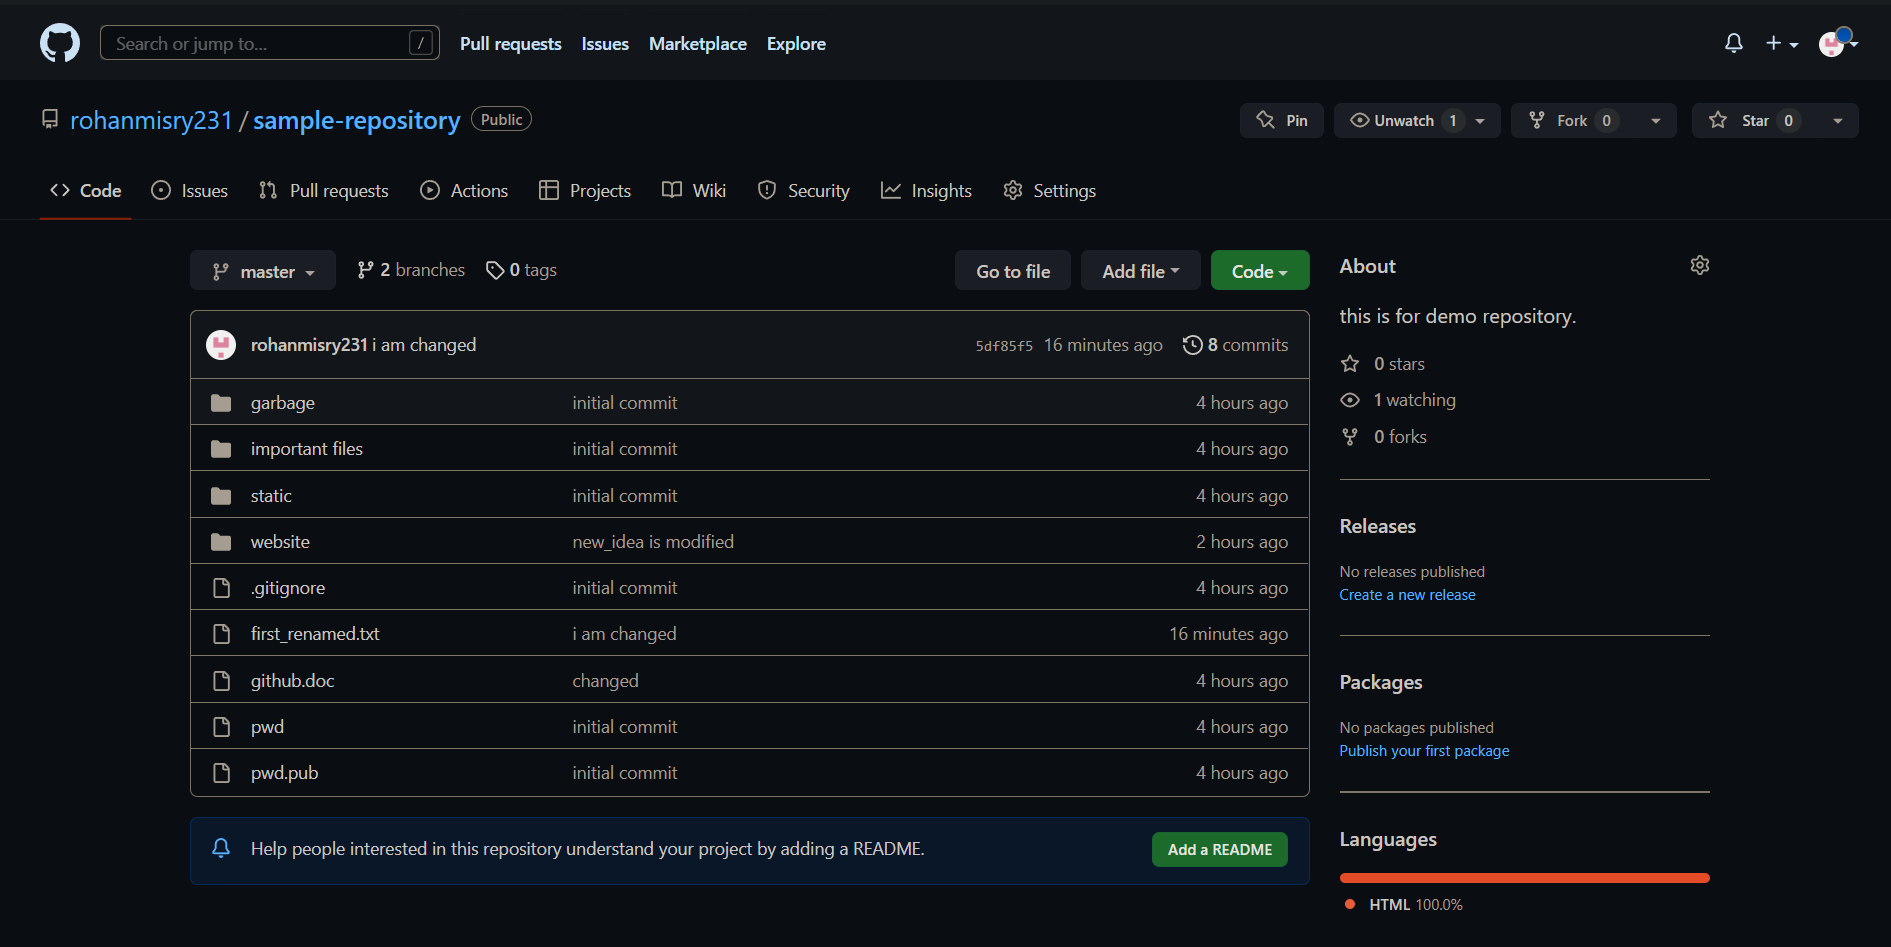 Search or jump to... / Pull requests Issues Marketplace Explore
rohanmisry231 / sample-repository Public Pin Unwatch 1 Fork 0 Star 0
Code Issues Pull requests Actions Projects Wiki Security Insights Settings
master 2 branches 0 tags Go to file Add file Code
rohanmisry231 i am changed 5df85f5 16 minutes ago 8 commits
garbage initial commit 4 hours ago
important files initial commit 4 hours ago
static initial commit 4 hours ago
website new_idea is modified 2 hours ago
.gitignore initial commit 4 hours ago
first_renamed.txt i am changed 16 minutes ago
github.doc changed 4 hours ago
pwd initial commit 4 hours ago
pwd.pub initial commit 4 hours ago
Help people interested in this repository understand your project by adding a README. Add a README
About
this is for demo repository.
0 stars
1 watching
0 forks
Releases
No releases published
Create a new release
Packages
No packages published
Publish your first package
Languages
HTML 100.0%